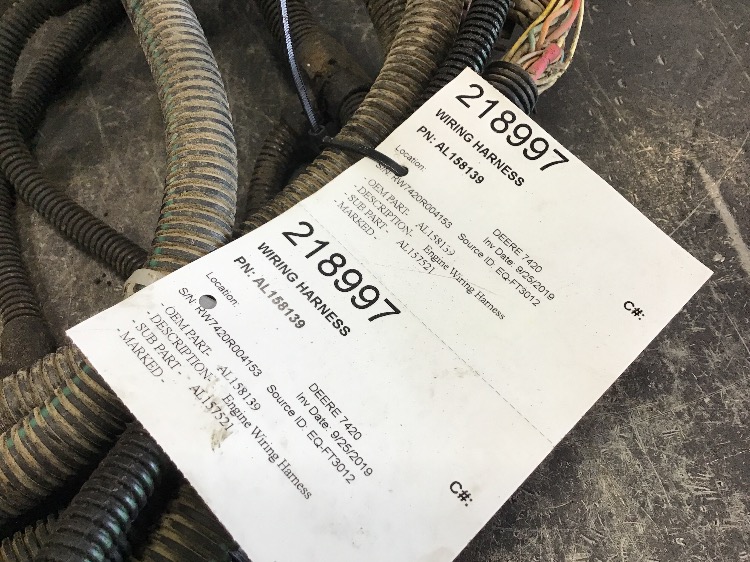 218997
WIRING HARNESS
PN: AL158139
Location:
S/N: RW7420R004153 DEERE 7420
Inv Date: 9/25/2019
Source ID: EQ-FT3012
- OEM PART- AL158139
- DESCRIPTION- Engine Wiring Harness
- SUB PART - AL157521
- MARKED -
C#:
218997
WIRING HARNESS
PN: AL158139
Location:
S/N: RW7420R004153 DEERE 7420
Inv Date: 9/25/2019
Source ID: EQ-FT3012
- OEM PART- AL158139
- DESCRIPTION- Engine Wiring Harness
- SUB PART - AL157521
- MARKED -
C#: